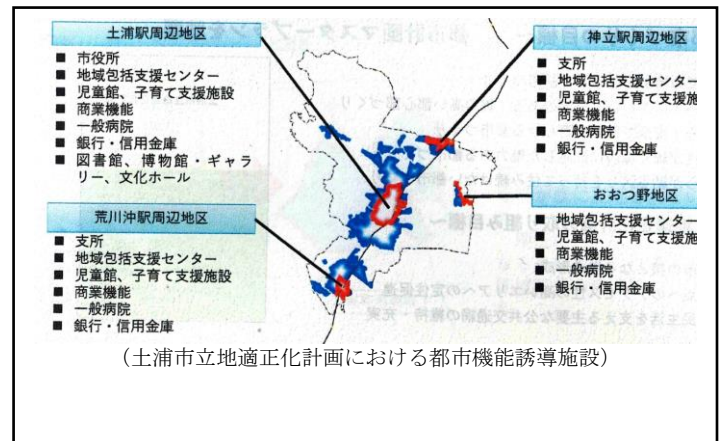 土浦駅周辺地区
■ 市役所
■ 地域包括支援センター
■ 児童館、子育て支援施設
■ 商業機能
■ 一般病院
■ 銀行・信用金庫
■ 図書館、博物館・ギャラ
リー、文化ホール
荒川沖駅周辺地区
■ 支所
■ 地域包括支援センター
■ 児童館、子育て支援施設
■ 商業機能
■ 一般病院
■ 銀行・信用金庫
神立駅周辺地区
■ 支所
■ 地域包括支援センター
児童館、子育て支援施
■ 商業機能
■ 一般病院
■ 銀行・信用金庫
おおつ野地区
■ 地域包括支援センター
■ 児童館、子育て支援施
■ 商業機能
■ 一般病院
■ 銀行・信用金庫
（土浦市立地適正化計画における都市機能誘導施設）